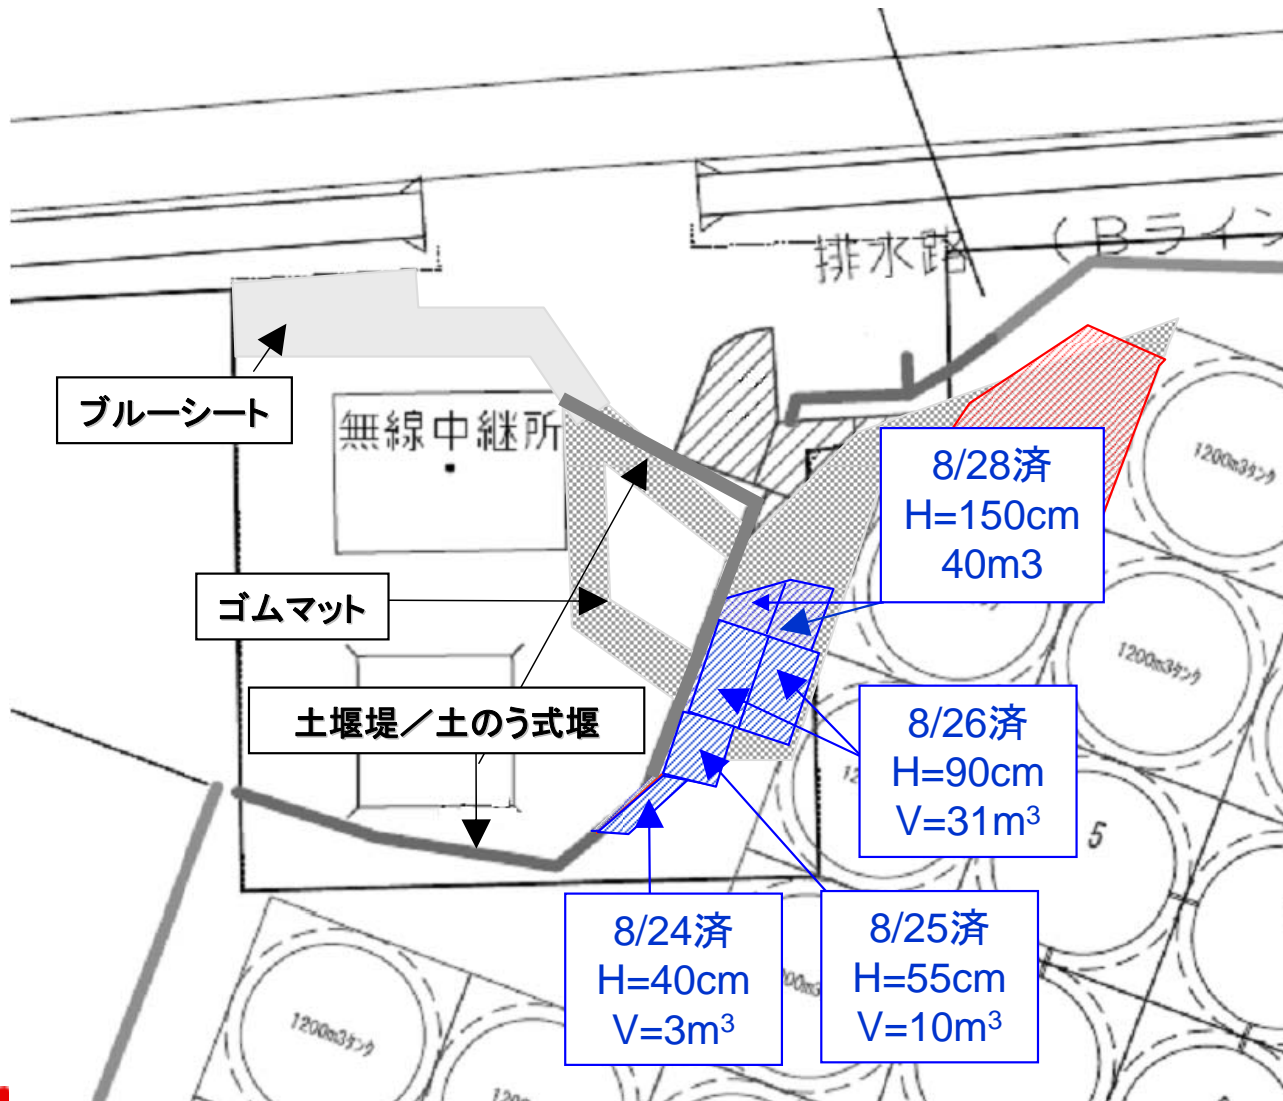 排水路 (Bライン
ブルーシート
無線中継所
8/28済
H=150cm
40m3
1200m3タンク
ゴムマット
1200m3タンク
土堰堤／土のう式堰
8/26済
H=90cm
V=31m³
12
5
8/24済
H=40cm
V=3m³
8/25済
H=55cm
V=10m³
00m3
1200m3タンク
1200